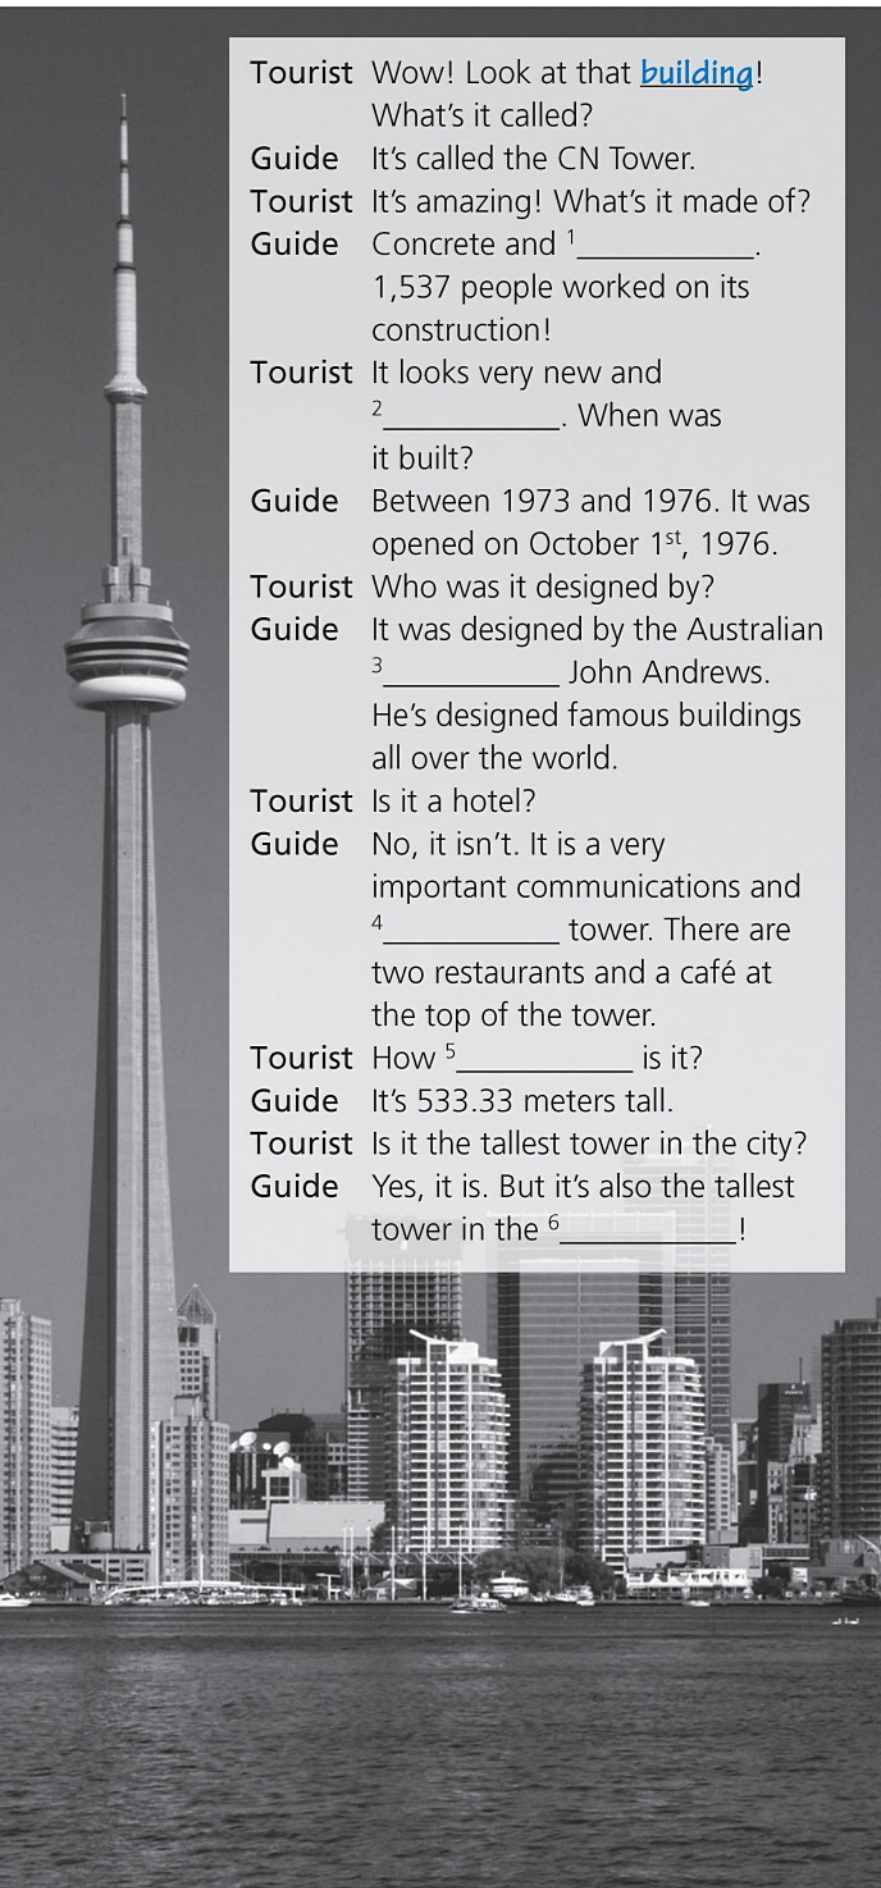 Tourist Wow! Look at that building!
What's it called?
Guide It's called the CN Tower.
Tourist It's amazing! What's it made of?
Guide Concrete and 1___________.
1,537 people worked on its
construction!
Tourist It looks very new and
2___________. When was
it built?
Guide Between 1973 and 1976. It was
opened on October 1st, 1976.
Tourist Who was it designed by?
Guide It was designed by the Australian
3___________ John Andrews.
He's designed famous buildings
all over the world.
Tourist Is it a hotel?
Guide No, it isn't. It is a very
important communications and
4___________ tower. There are
two restaurants and a café at
the top of the tower.
Tourist How 5___________ is it?
Guide It's 533.33 meters tall.
Tourist Is it the tallest tower in the city?
Guide Yes, it is. But it's also the tallest
tower in the 6___________!